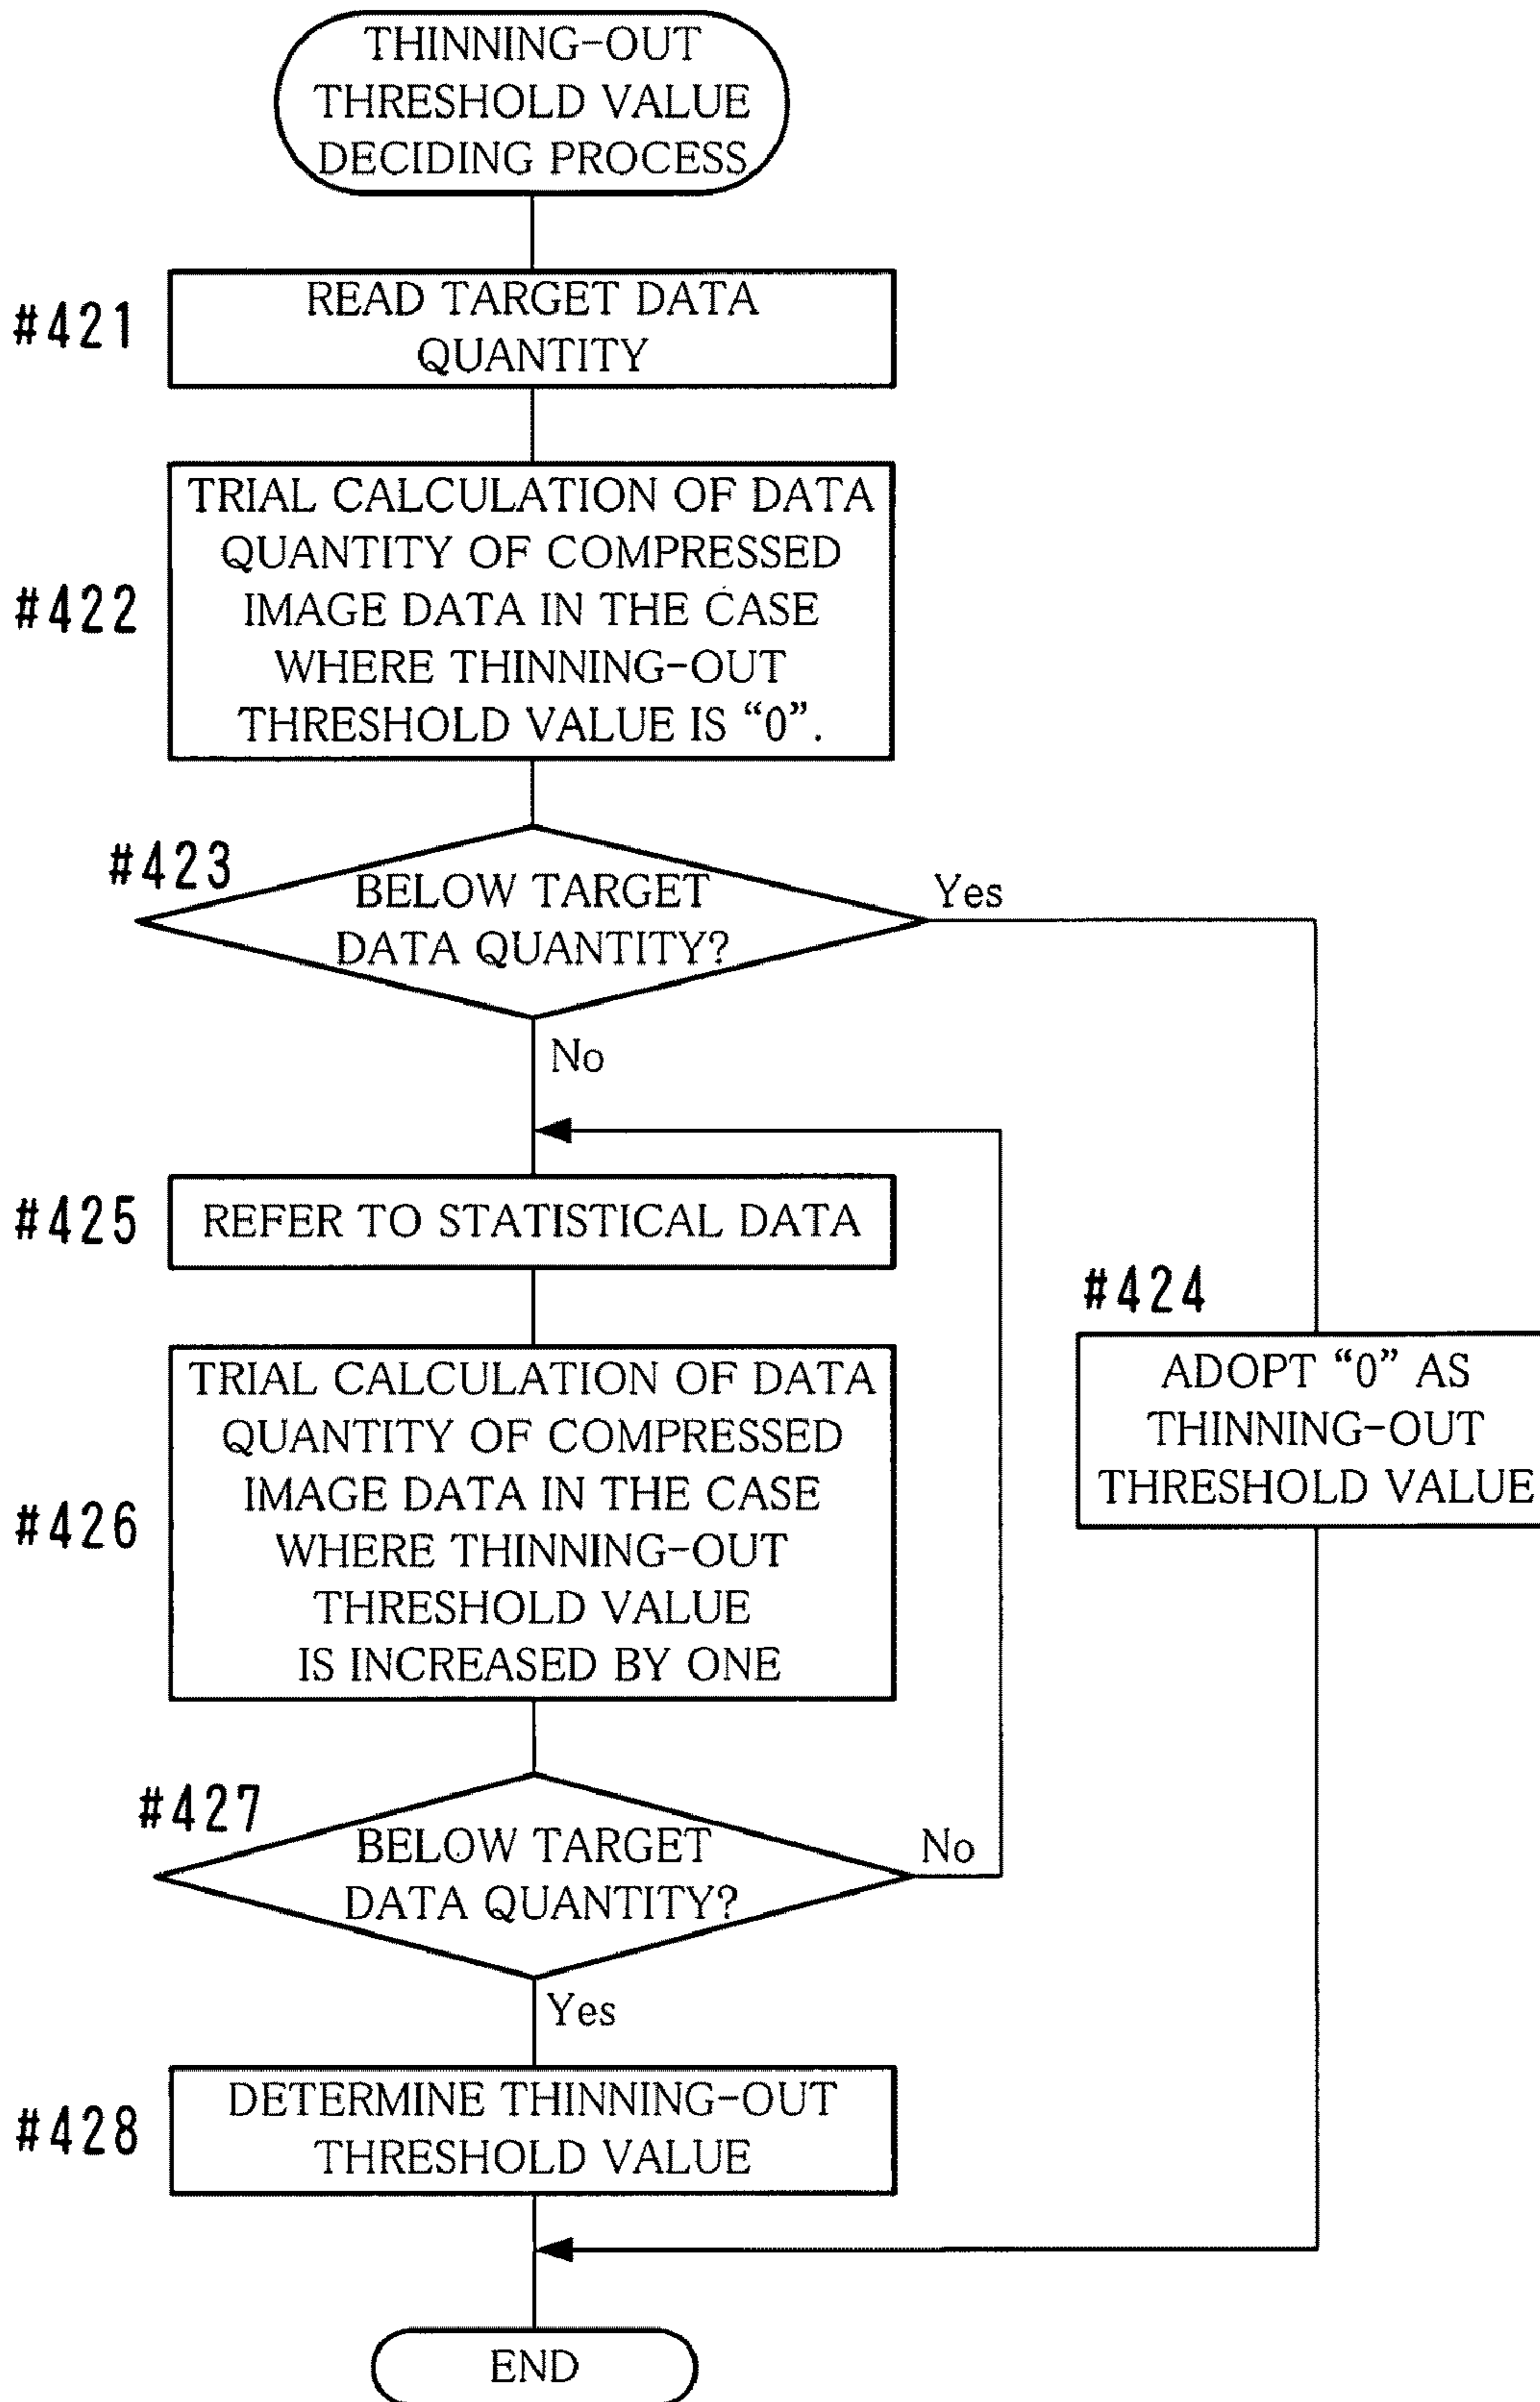 THINNING-OUT
THRESHOLD VALUE
DECIDING PROCESS
#421
READ TARGET DATA
QUANTITY
#422
TRIAL CALCULATION OF DATA
QUANTITY OF COMPRESSED
IMAGE DATA IN THE CASE
WHERE THINNING-OUT
THRESHOLD VALUE IS “0”.
#423
BELOW TARGET
DATA QUANTITY?
Yes
No
#425
REFER TO STATISTICAL DATA
#424
ADOPT “0” AS
THINNING-OUT
THRESHOLD VALUE
#426
TRIAL CALCULATION OF DATA
QUANTITY OF COMPRESSED
IMAGE DATA IN THE CASE
WHERE THINNING-OUT
THRESHOLD VALUE
IS INCREASED BY ONE
#427
BELOW TARGET
DATA QUANTITY?
No
Yes
#428
DETERMINE THINNING-OUT
THRESHOLD VALUE
END